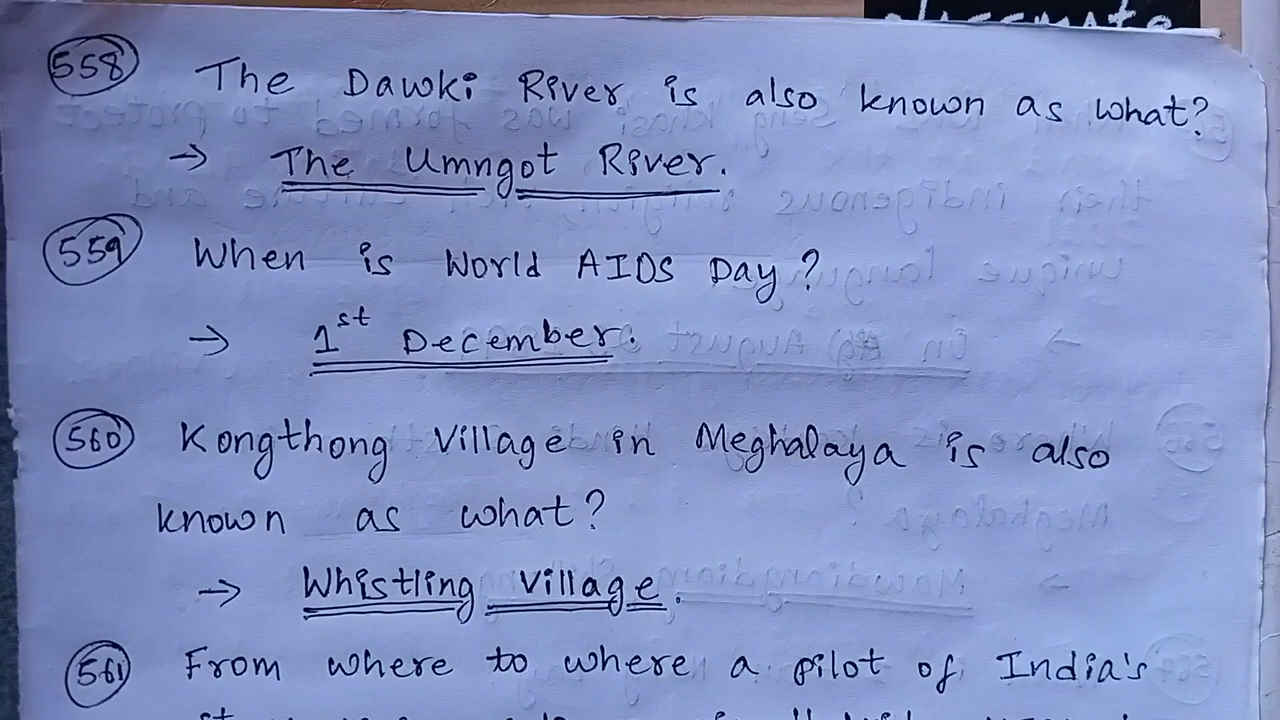 classmate
558 The Dawki River is also known as what?
→ The Umngot River.
559 When is World AIDS Day?
→ 1st December.
560 Kongthong Village in Meghalaya is also
known as what?
→ Whistling Village.
561 From where to where a pilot of India's